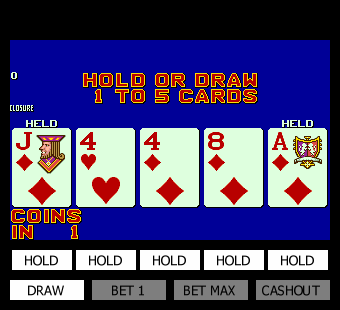 0
HOLD OR DRAW
1 TO 5 CARDS
CLOSURE
HELD HELD
J 4 4 8 A
COINS
IN 1
HOLD HOLD HOLD HOLD HOLD
DRAW BET 1 BET MAX CASHOUT